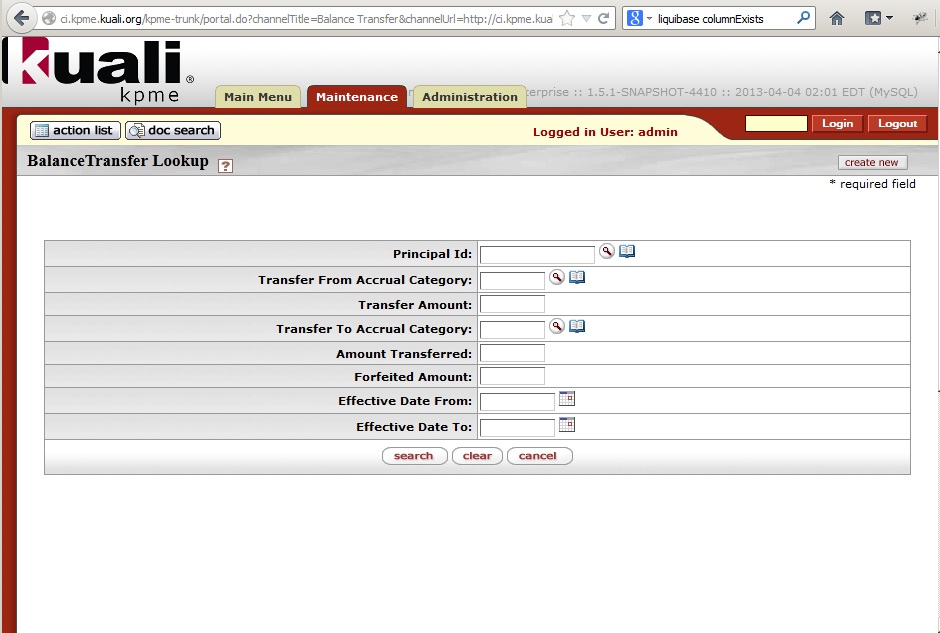 ci.kpme.kuali.org/kpme-trunk/portal.do?channelTitle=Balance Transfer&channelUrl=http://ci.kpme.kua
liquibase columnExists
kuali®
kpme
Main Menu
Maintenance
Administration
erprise :: 1.5.1-SNAPSHOT-4410 :: 2013-04-04 02:01 EDT (MySQL)
action list
doc search
Logged in User: admin
Login
Logout
BalanceTransfer Lookup ?
create new
* required field
Principal Id:
Transfer From Accrual Category:
Transfer Amount:
Transfer To Accrual Category:
Amount Transferred:
Forfeited Amount:
Effective Date From:
Effective Date To:
search
clear
cancel